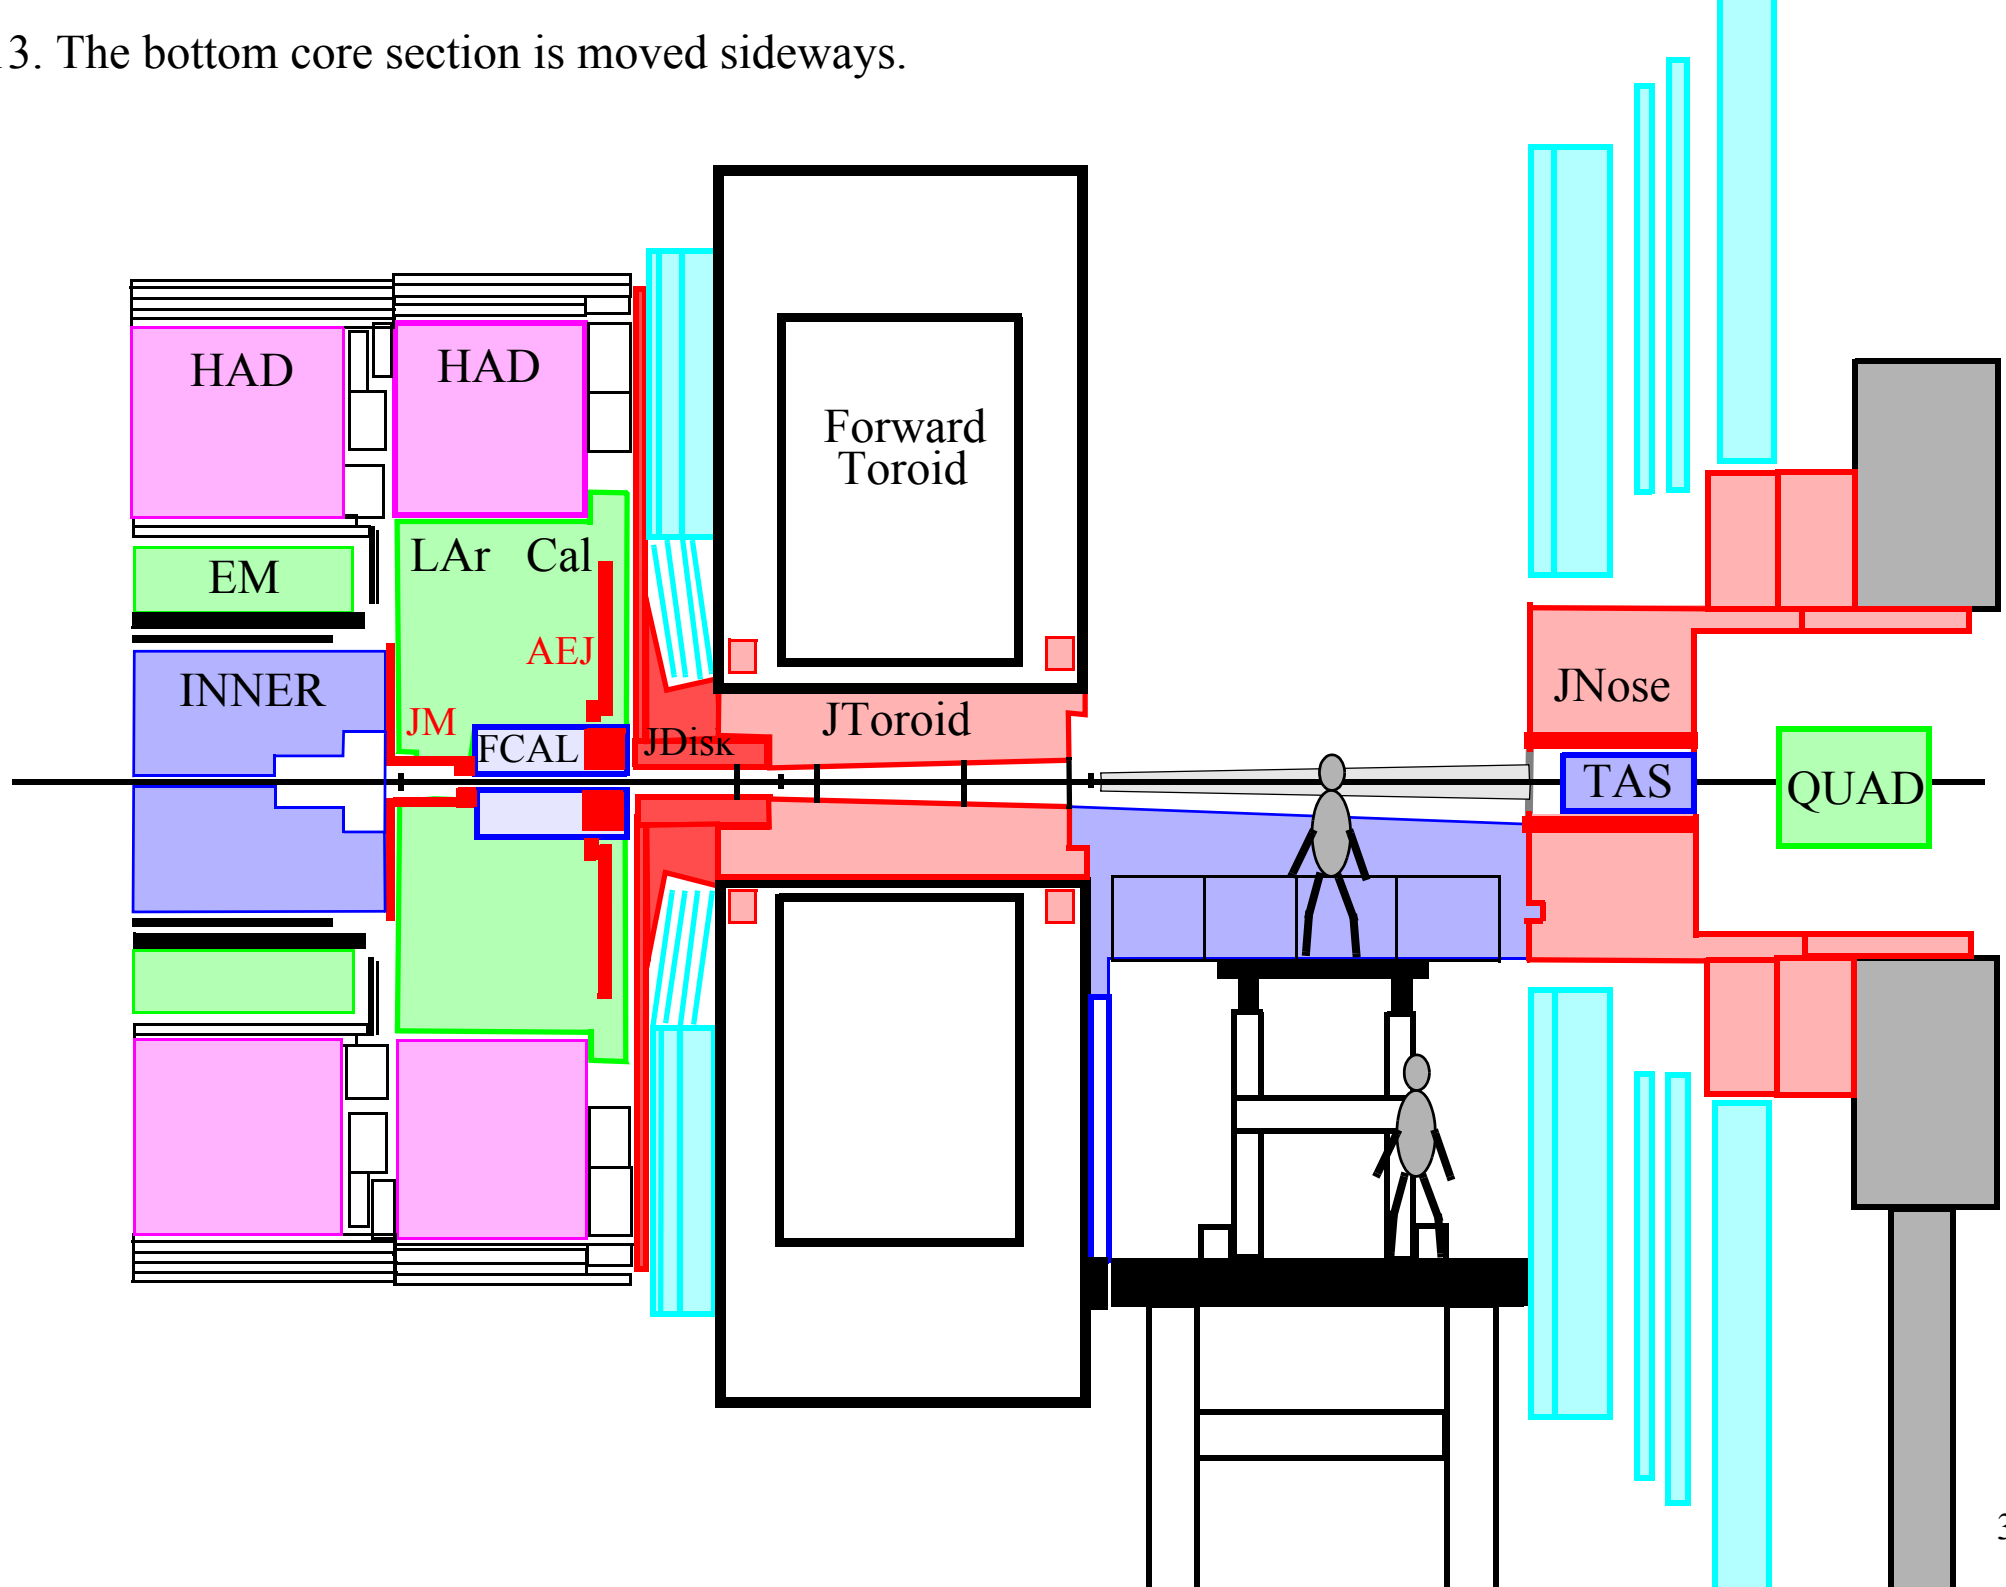 3. The bottom core section is moved sideways.
HAD
HAD
Forward
Toroid
LAr Cal
EM
AEJ
INNER
JNose
JM
JToroid
FCAL
JDisk
TAS
QUAD
3